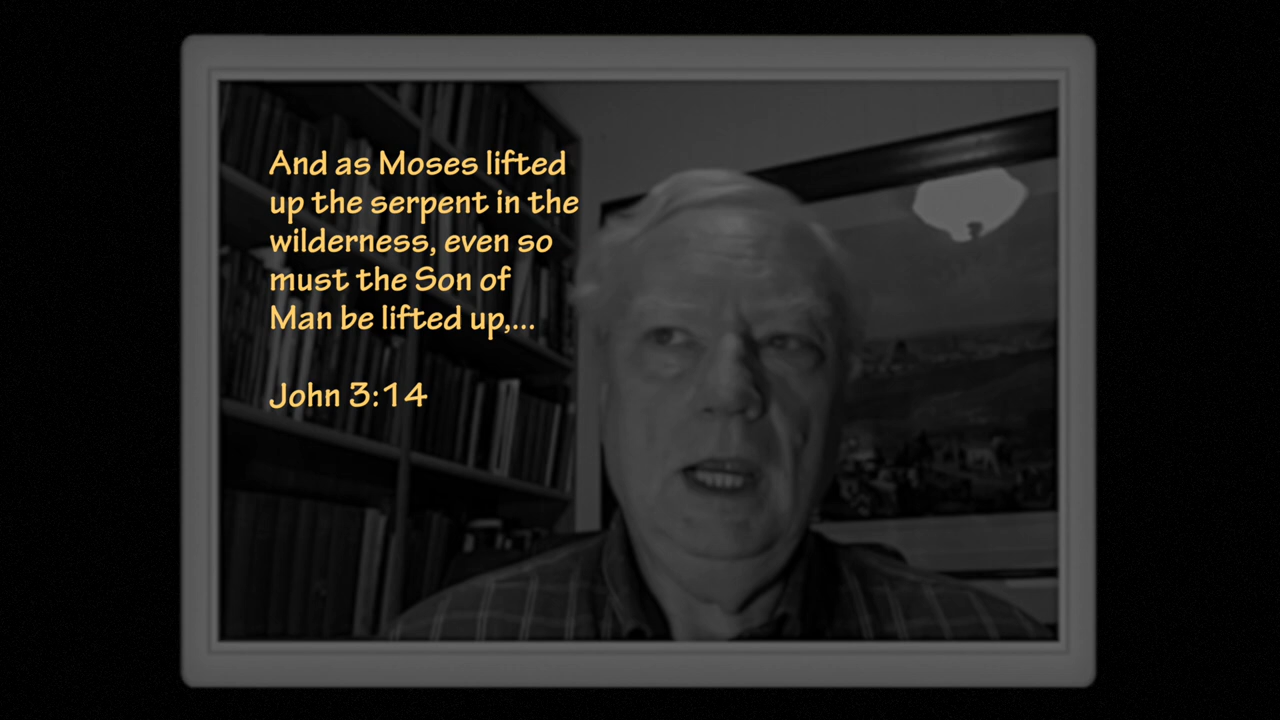 And as Moses lifted
up the serpent in the
wilderness, even so
must the Son of
Man be lifted up,...
John 3:14